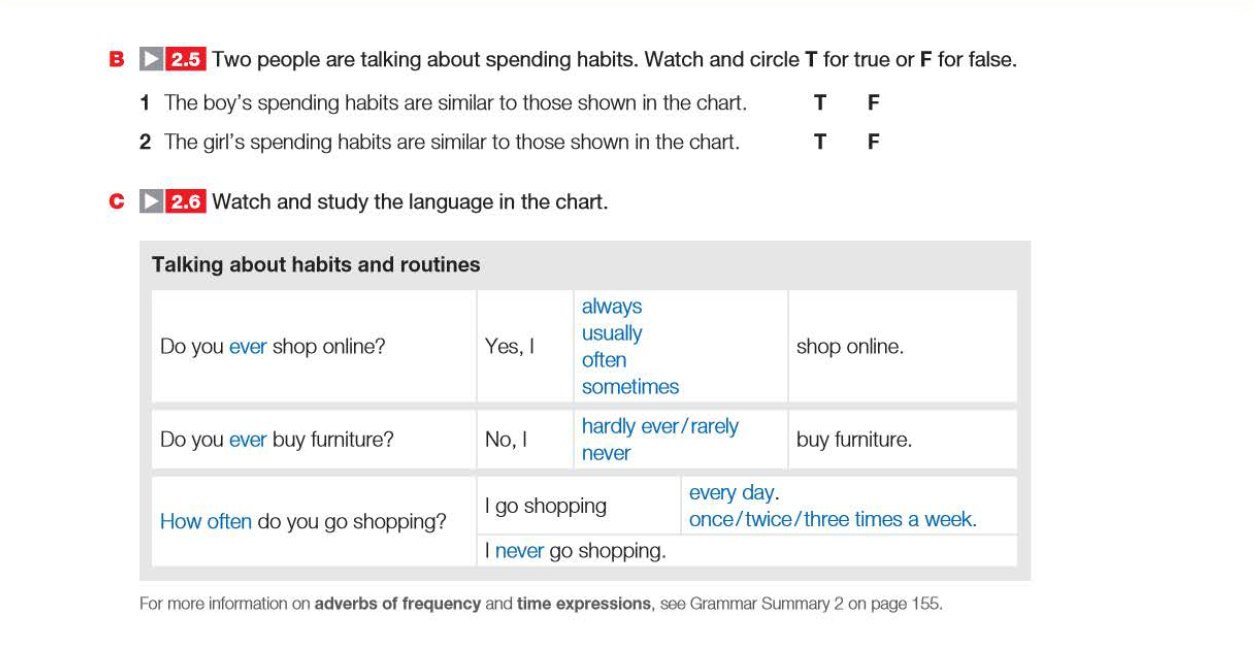 B 2.5 Two people are talking about spending habits. Watch and circle T for true or F for false.
1 The boy's spending habits are similar to those shown in the chart. T F
2 The girl's spending habits are similar to those shown in the chart. T F
C 2.6 Watch and study the language in the chart.
Talking about habits and routines
Do you ever shop online?
Yes, I
always
usually
often
sometimes
shop online.
Do you ever buy furniture?
No, I
hardly ever/rarely
never
buy furniture.
How often do you go shopping?
I go shopping
every day.
once/twice/three times a week.
I never go shopping.
For more information on adverbs of frequency and time expressions, see Grammar Summary 2 on page 155.